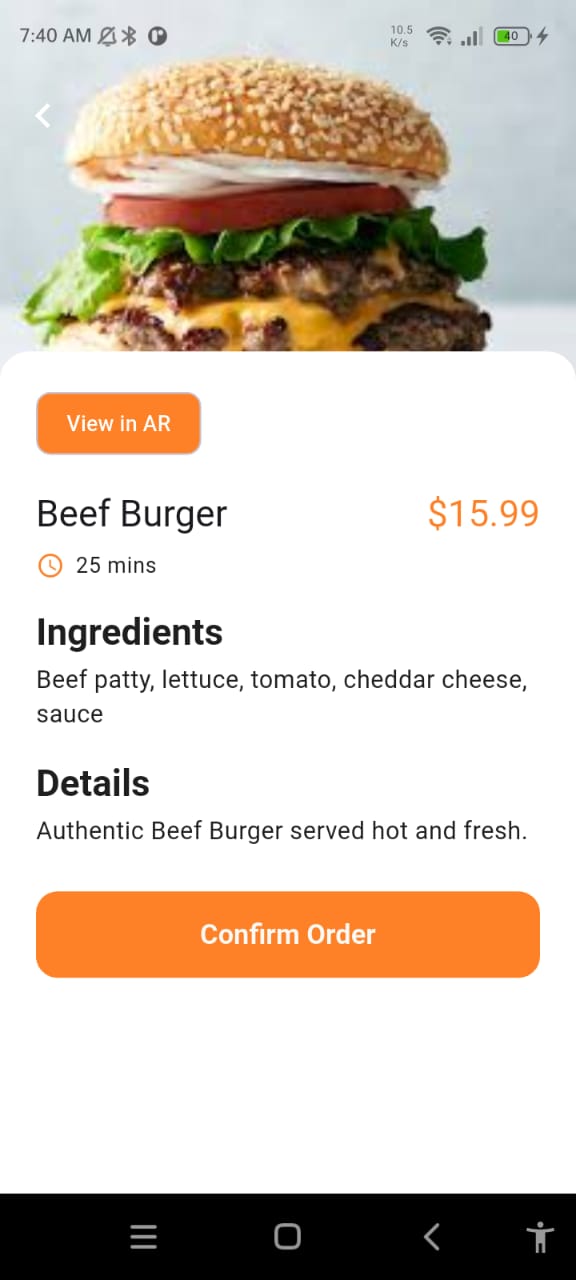 7:40 AM
10.5
K/s
40
View in AR
Beef Burger
$15.99
25 mins
Ingredients
Beef patty, lettuce, tomato, cheddar cheese,
sauce
Details
Authentic Beef Burger served hot and fresh.
Confirm Order